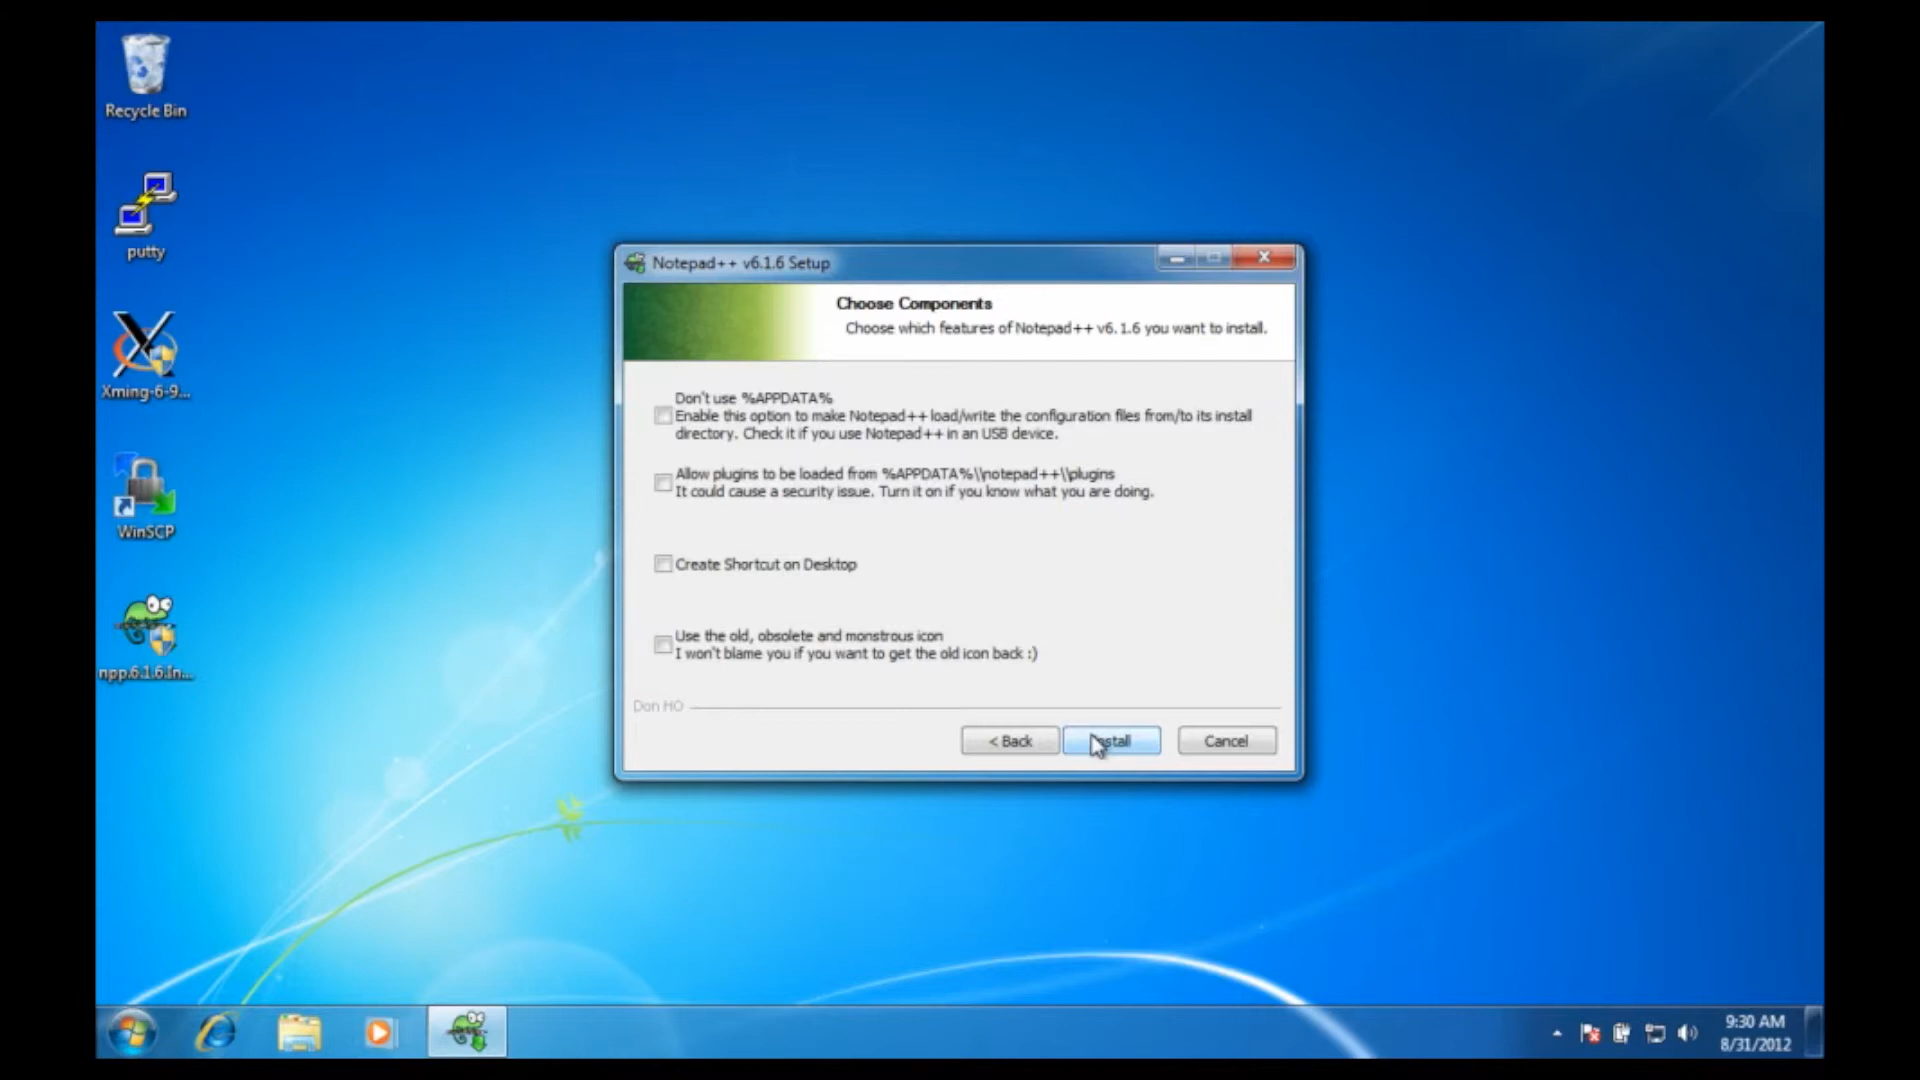 Recycle Bin
putty
Xming-6-9...
WinSCP
npp.6.1.6.In...
Notepad++ v6.1.6 Setup
Choose Components
Choose which features of Notepad++ v6.1.6 you want to install.
Don't use %APPDATA%
Enable this option to make Notepad++ load/write the configuration files from/to its install
directory. Check it if you use Notepad++ in an USB device.
Allow plugins to be loaded from %APPDATA%\\notepad++\\plugins
It could cause a security issue. Turn it on if you know what you are doing.
Create Shortcut on Desktop
Use the old, obsolete and monstrous icon
I won't blame you if you want to get the old icon back :)
Don HO
< Back
Install
Cancel
9:30 AM
8/31/2012